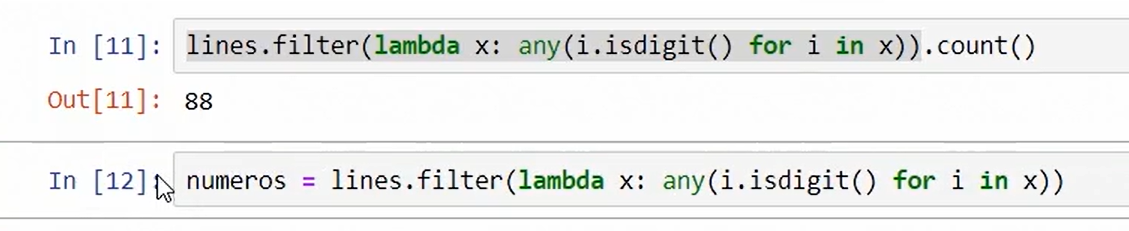 In [11]: lines.filter(lambda x: any(i.isdigit() for i in x)).count()
Out[11]: 88
In [12]: numeros = lines.filter(lambda x: any(i.isdigit() for i in x))